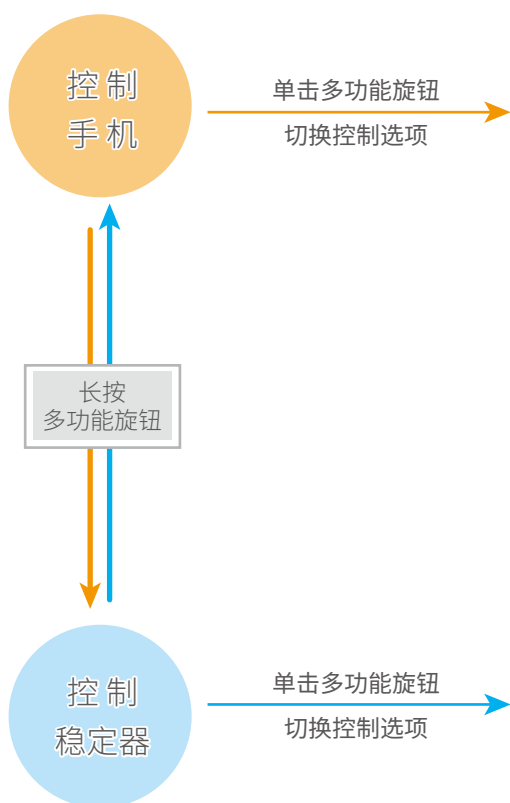 控制
手机
单击多功能旋钮
切换控制选项
长按
多功能旋钮
控制
稳定器
单击多功能旋钮
切换控制选项